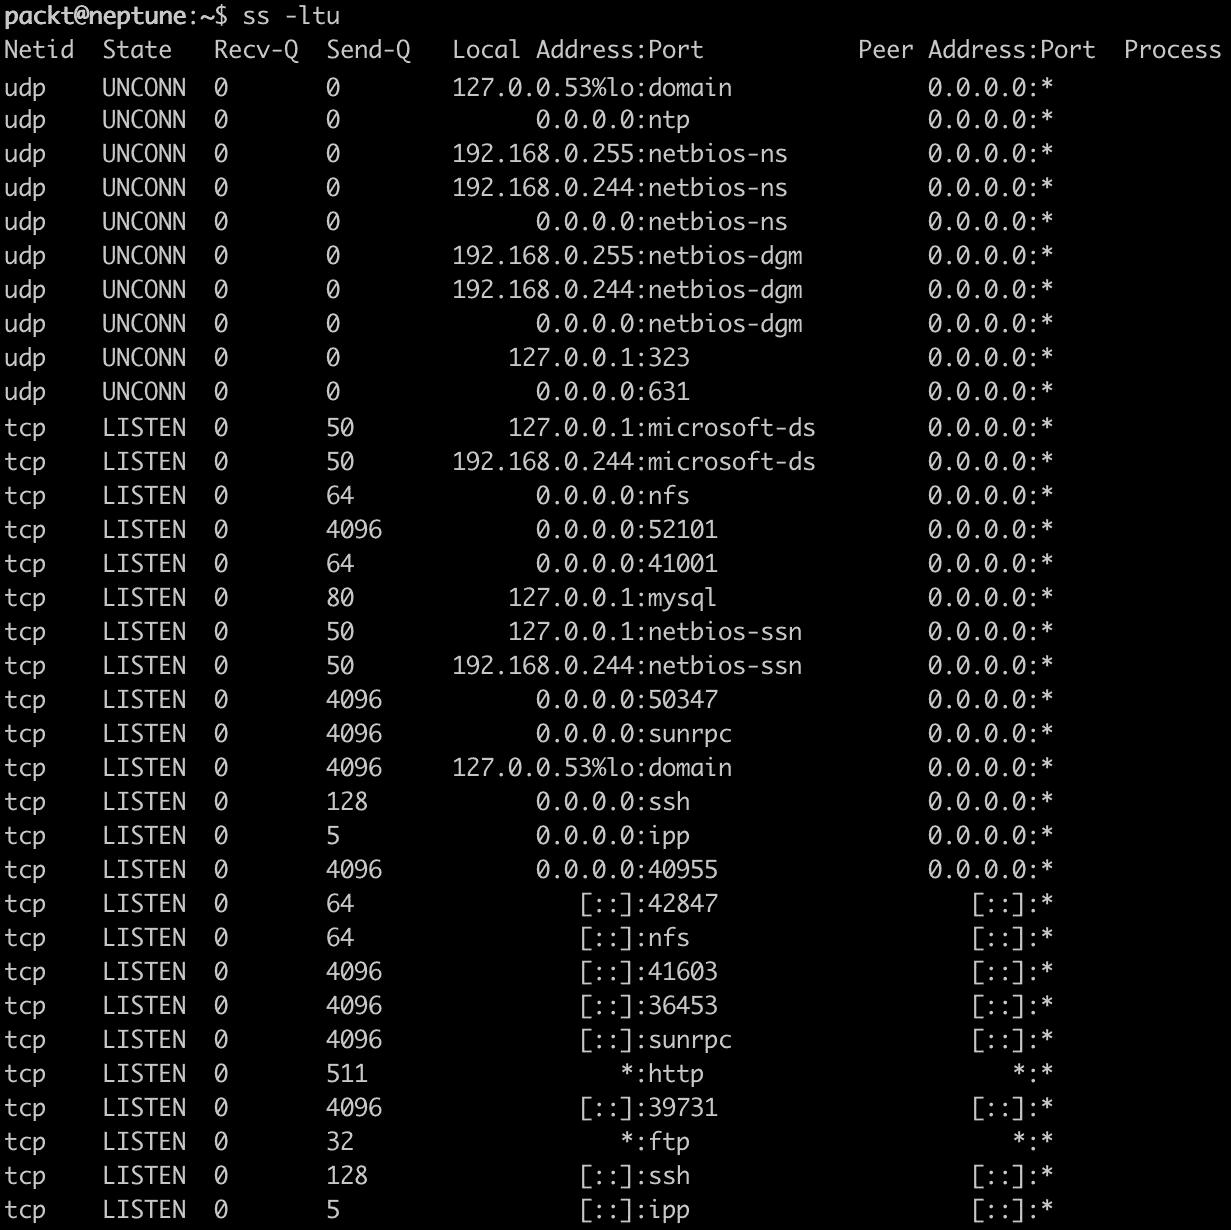 packt@neptune:~$ ss -ltu
Netid State Recv-Q Send-Q Local Address:Port Peer Address:Port Process
udp UNCONN 0 0 127.0.0.53%lo:domain 0.0.0.0:*
udp UNCONN 0 0 0.0.0.0:ntp 0.0.0.0:*
udp UNCONN 0 0 192.168.0.255:netbios-ns 0.0.0.0:*
udp UNCONN 0 0 192.168.0.244:netbios-ns 0.0.0.0:*
udp UNCONN 0 0 0.0.0.0:netbios-ns 0.0.0.0:*
udp UNCONN 0 0 192.168.0.255:netbios-dgm 0.0.0.0:*
udp UNCONN 0 0 192.168.0.244:netbios-dgm 0.0.0.0:*
udp UNCONN 0 0 0.0.0.0:netbios-dgm 0.0.0.0:*
udp UNCONN 0 0 127.0.0.1:323 0.0.0.0:*
udp UNCONN 0 0 0.0.0.0:631 0.0.0.0:*
tcp LISTEN 0 50 127.0.0.1:microsoft-ds 0.0.0.0:*
tcp LISTEN 0 50 192.168.0.244:microsoft-ds 0.0.0.0:*
tcp LISTEN 0 64 0.0.0.0:nfs 0.0.0.0:*
tcp LISTEN 0 4096 0.0.0.0:52101 0.0.0.0:*
tcp LISTEN 0 64 0.0.0.0:41001 0.0.0.0:*
tcp LISTEN 0 80 127.0.0.1:mysql 0.0.0.0:*
tcp LISTEN 0 50 127.0.0.1:netbios-ssn 0.0.0.0:*
tcp LISTEN 0 50 192.168.0.244:netbios-ssn 0.0.0.0:*
tcp LISTEN 0 4096 0.0.0.0:50347 0.0.0.0:*
tcp LISTEN 0 4096 0.0.0.0:sunrpc 0.0.0.0:*
tcp LISTEN 0 4096 127.0.0.53%lo:domain 0.0.0.0:*
tcp LISTEN 0 128 0.0.0.0:ssh 0.0.0.0:*
tcp LISTEN 0 5 0.0.0.0:ipp 0.0.0.0:*
tcp LISTEN 0 4096 0.0.0.0:40955 0.0.0.0:*
tcp LISTEN 0 64 [::]:42847 [::]:*
tcp LISTEN 0 64 [::]:nfs [::]:*
tcp LISTEN 0 4096 [::]:41603 [::]:*
tcp LISTEN 0 4096 [::]:36453 [::]:*
tcp LISTEN 0 4096 [::]:sunrpc [::]:*
tcp LISTEN 0 511 *:http *:*
tcp LISTEN 0 4096 [::]:39731 [::]:*
tcp LISTEN 0 32 *:ftp *:*
tcp LISTEN 0 128 [::]:ssh [::]:*
tcp LISTEN 0 5 [::]:ipp [::]:*